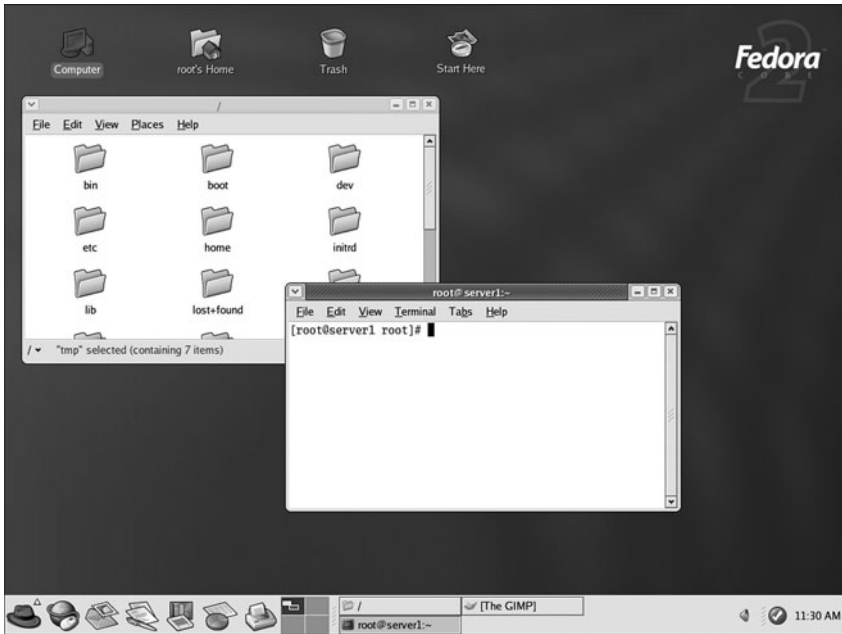 Computer
root's Home
Trash
Start Here
Fedora
CORE
2
/
File Edit View Places Help
bin boot dev
etc home initrd
lib lost+found
/ "tmp" selected (containing 7 items)
root@server1:~
File Edit View Terminal Tabs Help
[root@server1 root]#
/
[The GIMP]
root@server1:~
11:30 AM